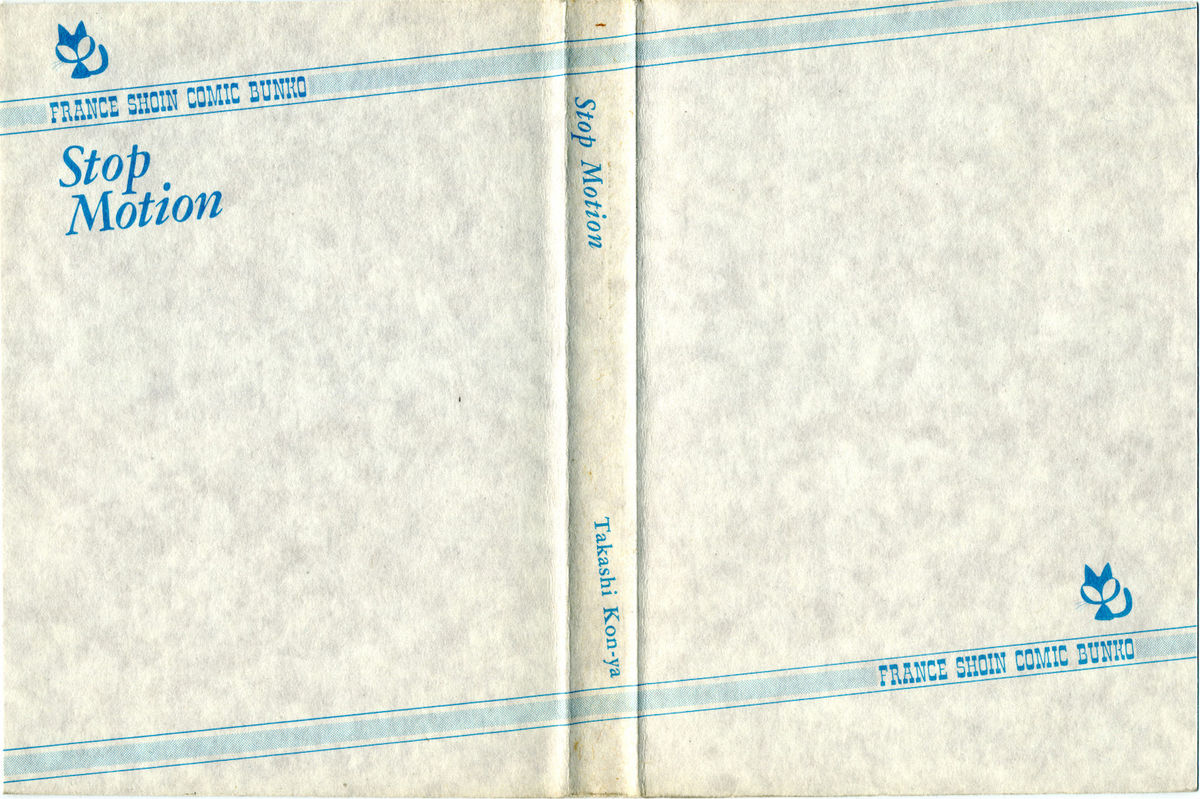 FRANCE SHOIN COMIC BUNKO
Stop
Motion
Stop Motion
Takashi Kon-ya
FRANCE SHOIN COMIC BUNKO